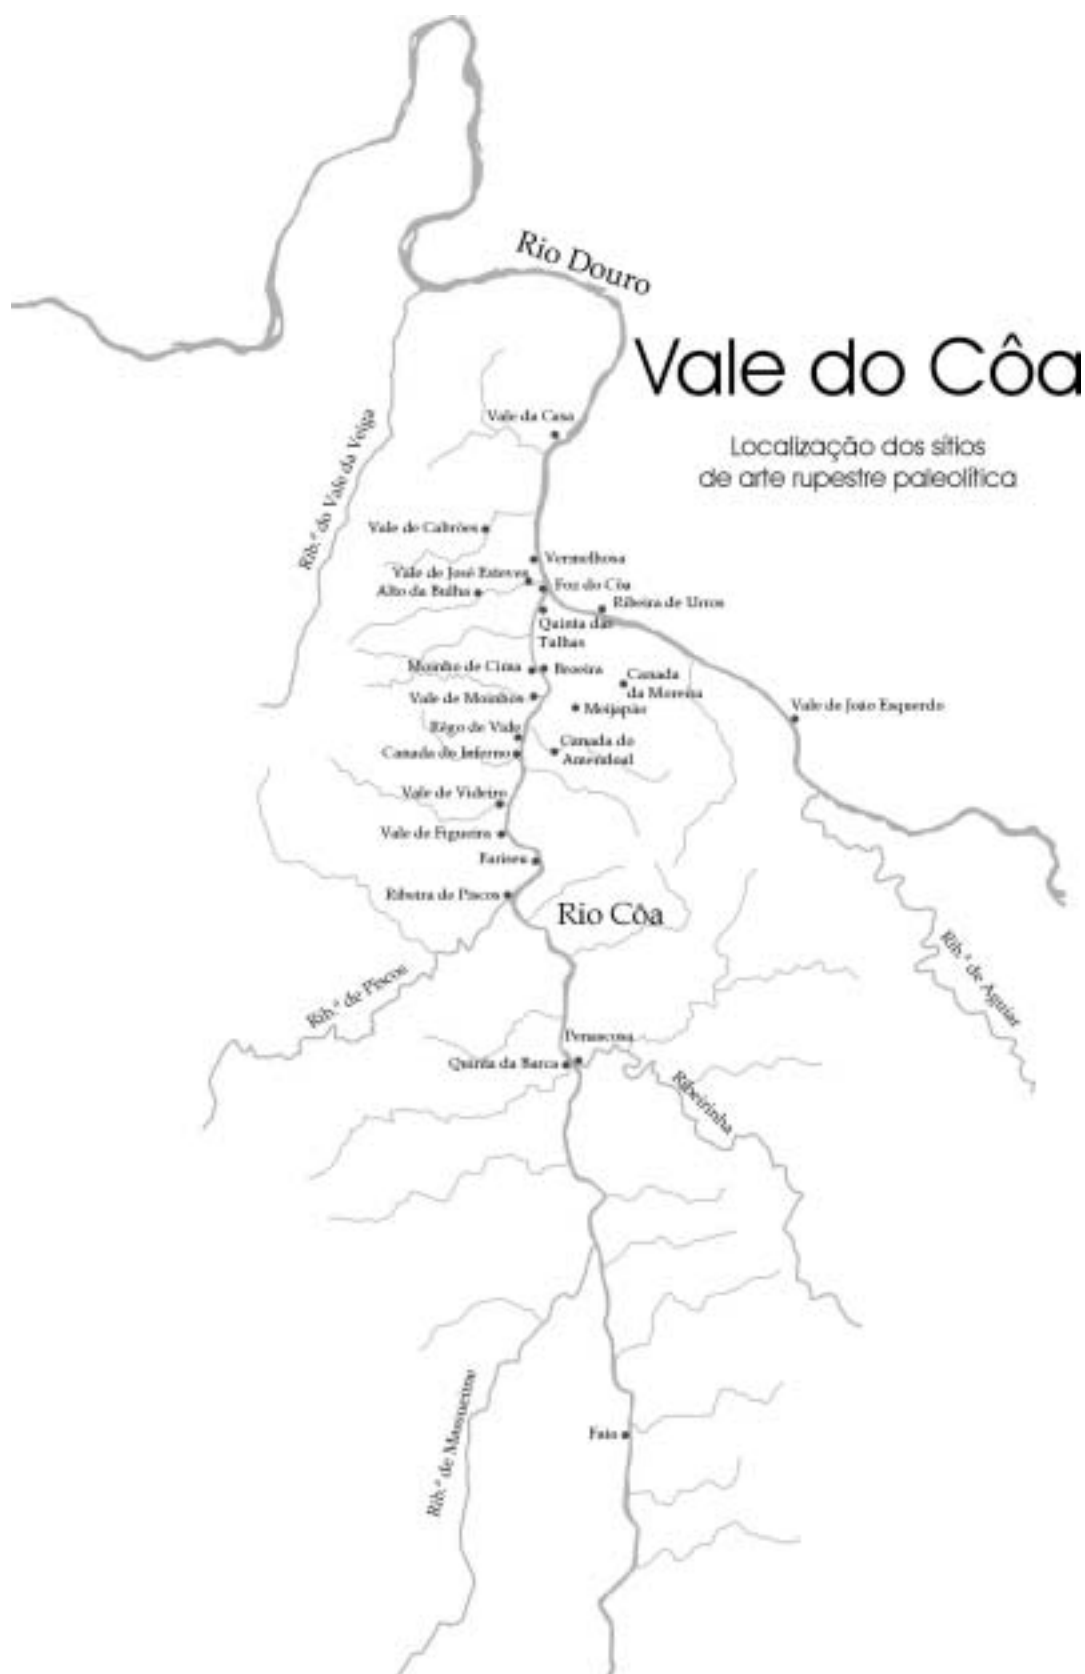 Rio Douro
Vale do Côa
Localização dos sítios
de arte rupestre paleolítica
Rib.ª do Vale da Veiga
Vale da Casa
Vale de Cabrões
Vermelhosa
Vale de José Esteves
Foz do Côa
Alto da Bulha
Ribeira de Urros
Quinta das
Tulhas
Moinho de Cima
Broeira
Canada
da Moreira
Vale de Moinhos
Meijapão
Vale de João Esquerdo
Rêgo de Vide
Canada do Inferno
Canada do
Amendoal
Vale de Videiro
Vale de Figueira
Fariseu
Ribeira de Piscos
Rio Côa
Rib.ª de Piscos
Rib.ª de Aguiar
Penascosa
Quinta da Barca
Ribeirinha
Faia
Rib.ª de Massueime